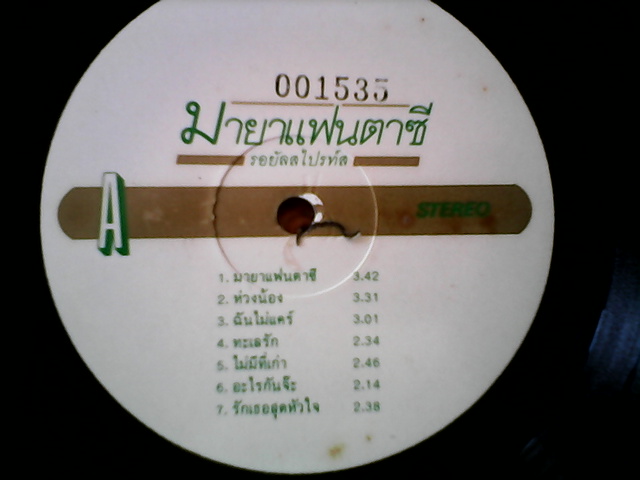 001535
มายาแฟนตาซี
รอยัลสไปรท์ส
A
STEREO
1. มายาแฟนตาซี 3.42
2. ห่วงน้อง 3.31
3. ฉันไม่แคร์ 3.01
4. ทะเลรัก 2.34
5. ไม่มีที่เก่า 2.46
6. อะไรกันจ๊ะ 2.14
7. รักเธอสุดหัวใจ 2.38